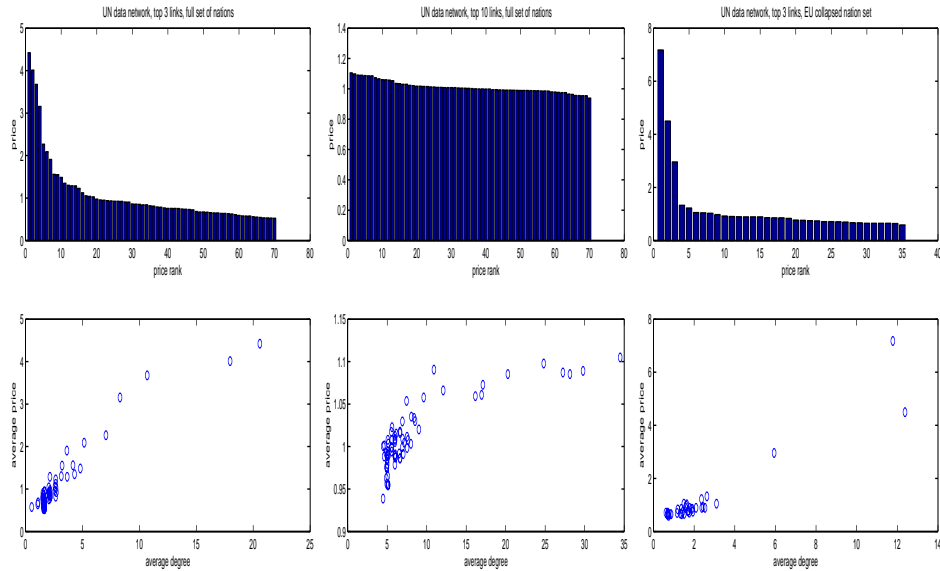 UN data network, top 3 links, full set of nations
5
4
3
2
1
0
price
0 10 20 30 40 50 60 70 80
price rank
UN data network, top 10 links, full set of nations
1.4
1.2
1
0.8
0.6
0.4
0.2
0
price
0 10 20 30 40 50 60 70 80
price rank
UN data network, top 3 links, EU collapsed nation set
8
6
4
2
0
price
0 5 10 15 20 25 30 35 40
price rank
5
4
3
2
1
0
average price
0 5 10 15 20 25
average degree
1.15
1.1
1.05
1
0.95
0.9
average price
0 5 10 15 20 25 30 35
average degree
8
6
4
2
0
average price
0 2 4 6 8 10 12 14
average degree